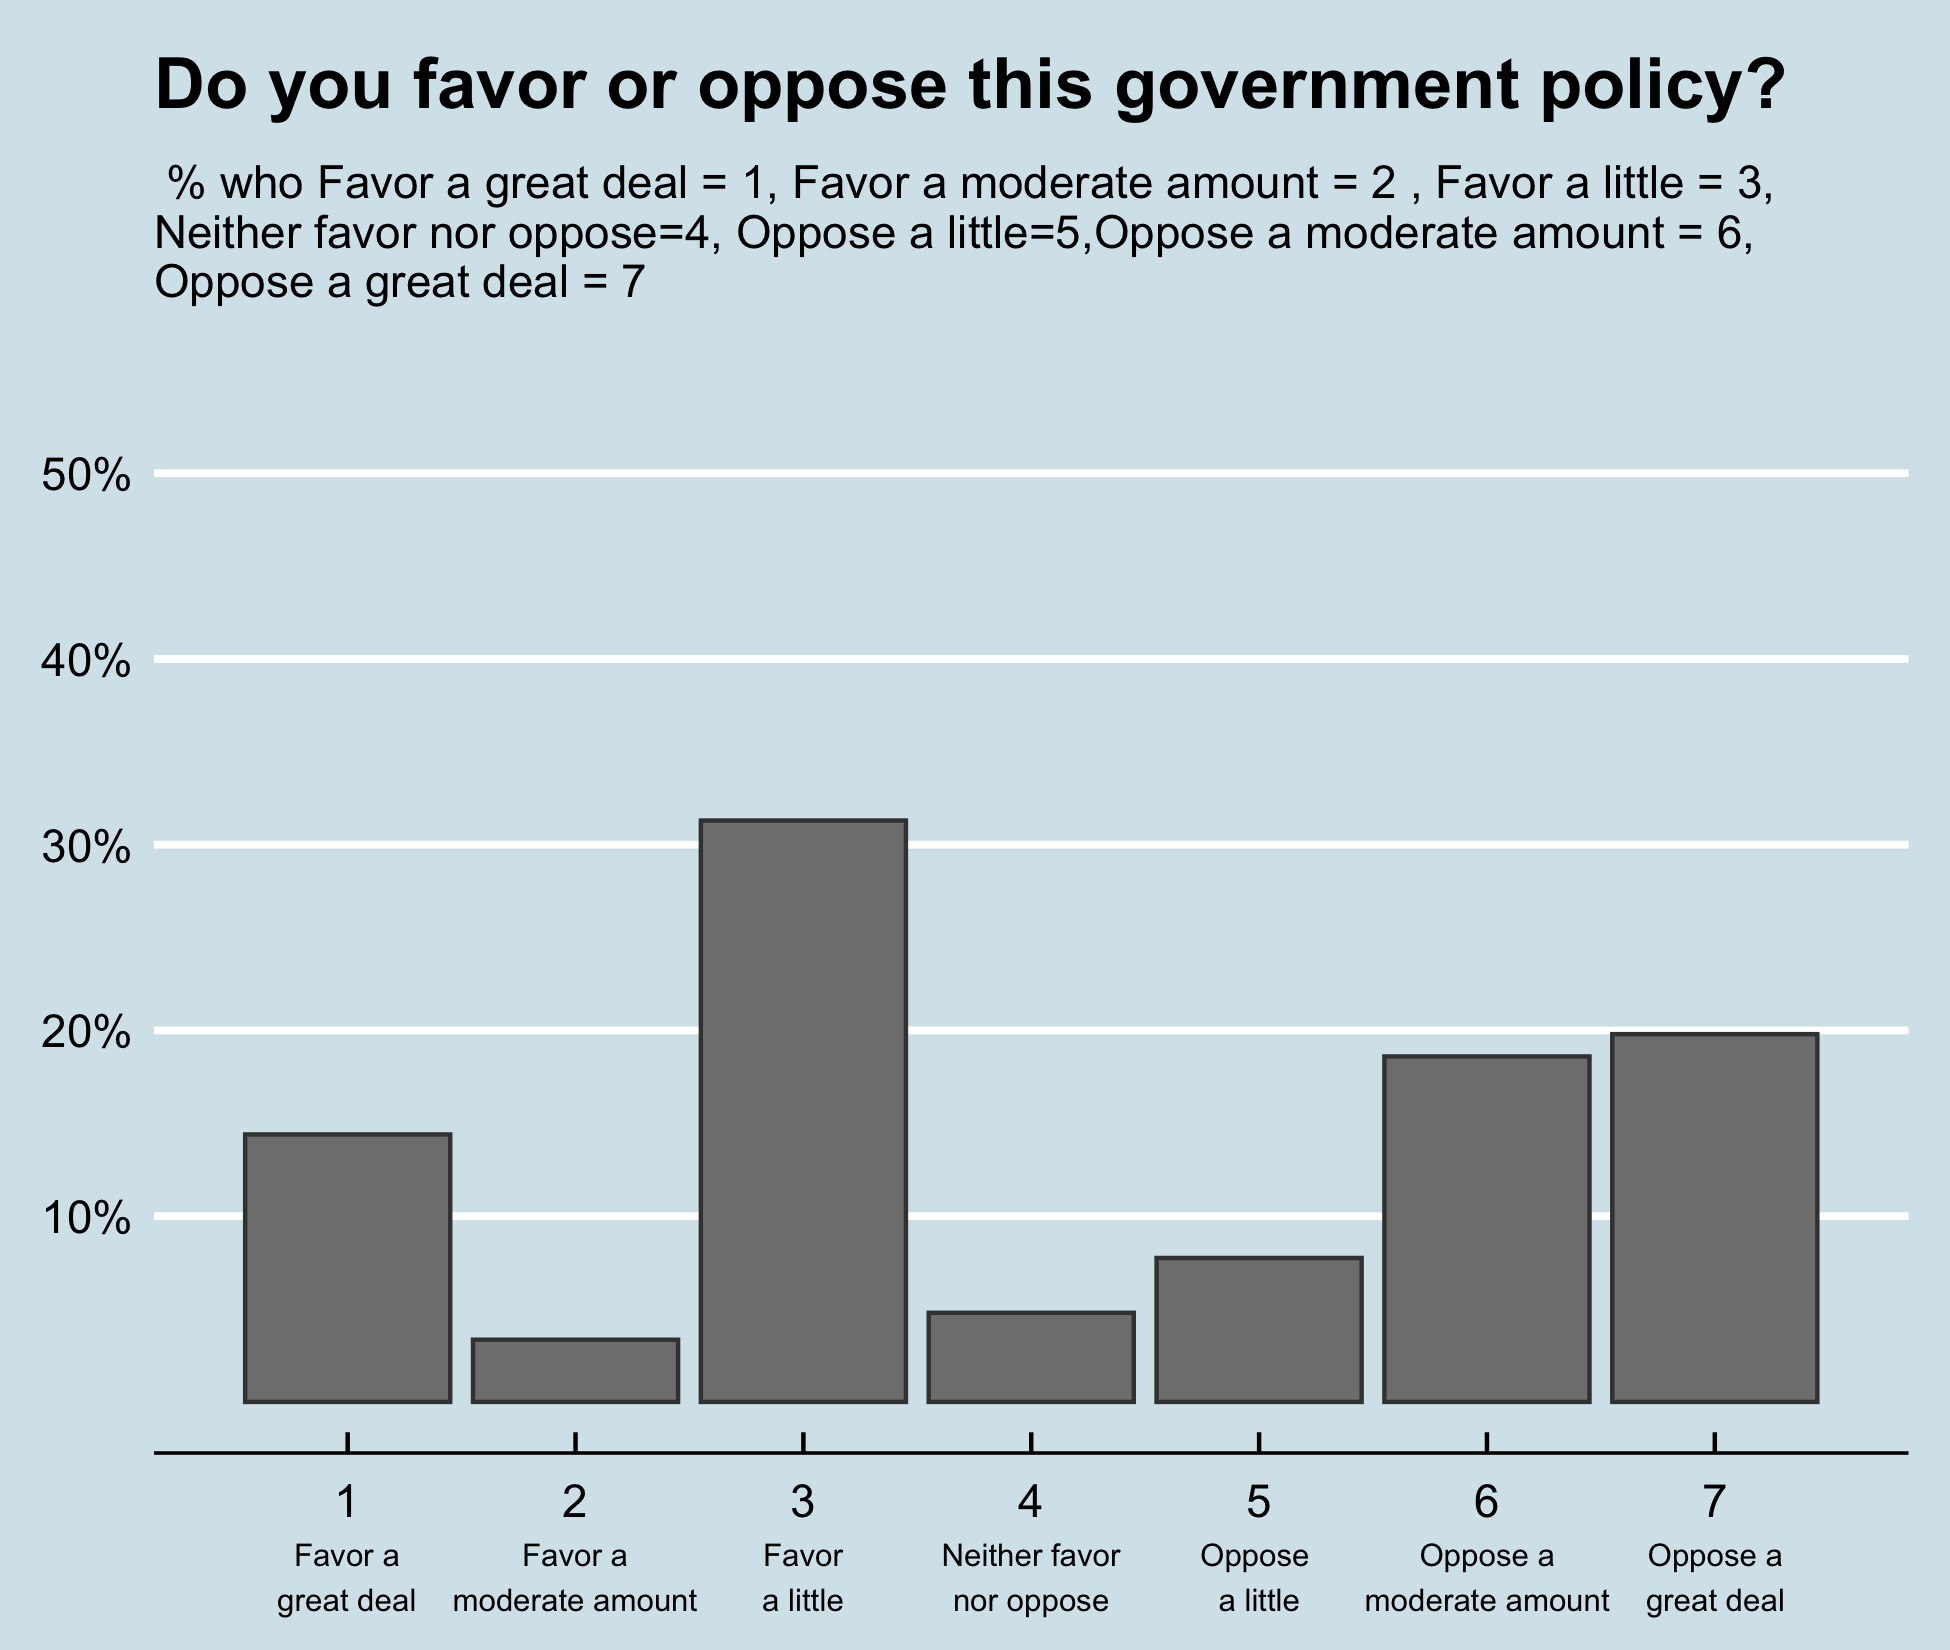 Do you favor or oppose this government policy?
% who Favor a great deal = 1, Favor a moderate amount = 2 , Favor a little = 3,
Neither favor nor oppose=4, Oppose a little=5,Oppose a moderate amount = 6,
Oppose a great deal = 7
50%
40%
30%
20%
10%
1 2 3 4 5 6 7
Favor a Favor a Favor Neither favor Oppose Oppose a Oppose a
great deal moderate amount a little nor oppose a little moderate amount great deal